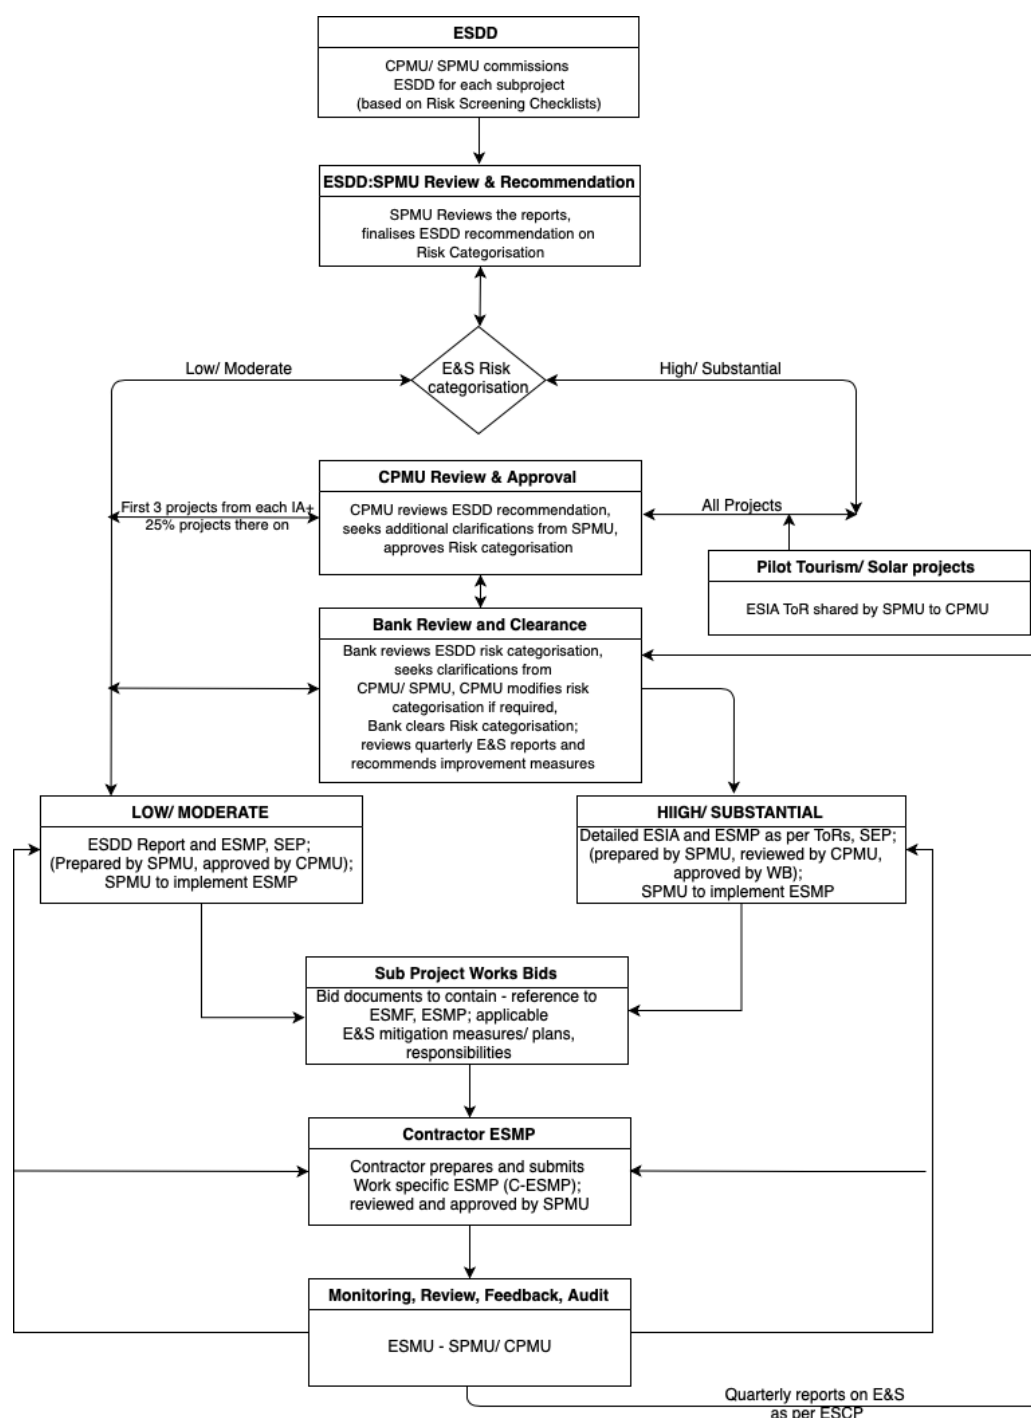 ESDD
CPMU/ SPMU commissions
ESDD for each subproject
(based on Risk Screening Checklists)
ESDD:SPMU Review & Recommendation
SPMU Reviews the reports,
finalises ESDD recommendation on
Risk Categorisation
Low/ Moderate
E&S Risk
categorisation
High/ Substantial
CPMU Review & Approval
CPMU reviews ESDD recommendation,
seeks additional clarifications from SPMU,
approves Risk categorisation
First 3 projects from each IA+
25% projects there on
All Projects
Pilot Tourism/ Solar projects
ESIA ToR shared by SPMU to CPMU
Bank Review and Clearance
Bank reviews ESDD risk categorisation,
seeks clarifications from
CPMU/ SPMU, CPMU modifies risk
categorisation if required,
Bank clears Risk categorisation;
reviews quarterly E&S reports and
recommends improvement measures
LOW/ MODERATE
ESDD Report and ESMP, SEP;
(Prepared by SPMU, approved by CPMU);
SPMU to implement ESMP
HIIGH/ SUBSTANTIAL
Detailed ESIA and ESMP as per ToRs, SEP;
(prepared by SPMU, reviewed by CPMU,
approved by WB);
SPMU to implement ESMP
Sub Project Works Bids
Bid documents to contain - reference to
ESMF, ESMP; applicable
E&S mitigation measures/ plans,
responsibilities
Contractor ESMP
Contractor prepares and submits
Work specific ESMP (C-ESMP);
reviewed and approved by SPMU
Monitoring, Review, Feedback, Audit
ESMU - SPMU/ CPMU
Quarterly reports on E&S
as per ESCP